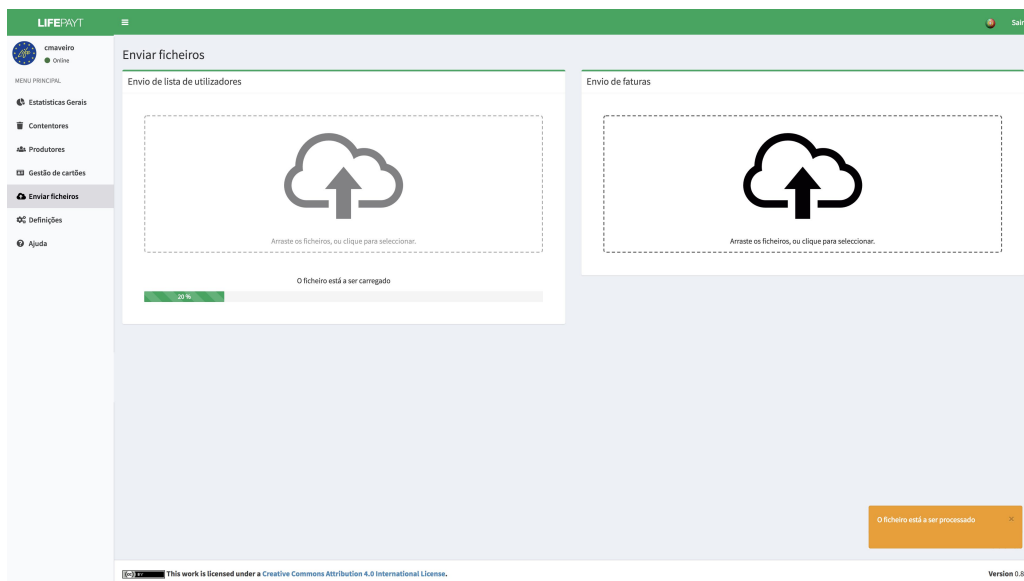 LIFEPAYT
Sair
cmaveiro
Online
MENU PRINCIPAL
Estatisticas Gerais
Contentores
Produtores
Gestão de cartões
Enviar ficheiros
Definições
Ajuda
Enviar ficheiros
Envio de lista de utilizadores
Arraste os ficheiros, ou clique para seleccionar.
O ficheiro está a ser carregado
20 %
Envio de faturas
Arraste os ficheiros, ou clique para seleccionar.
O ficheiro está a ser processado
×
This work is licensed under a Creative Commons Attribution 4.0 International License.
Version 0.8